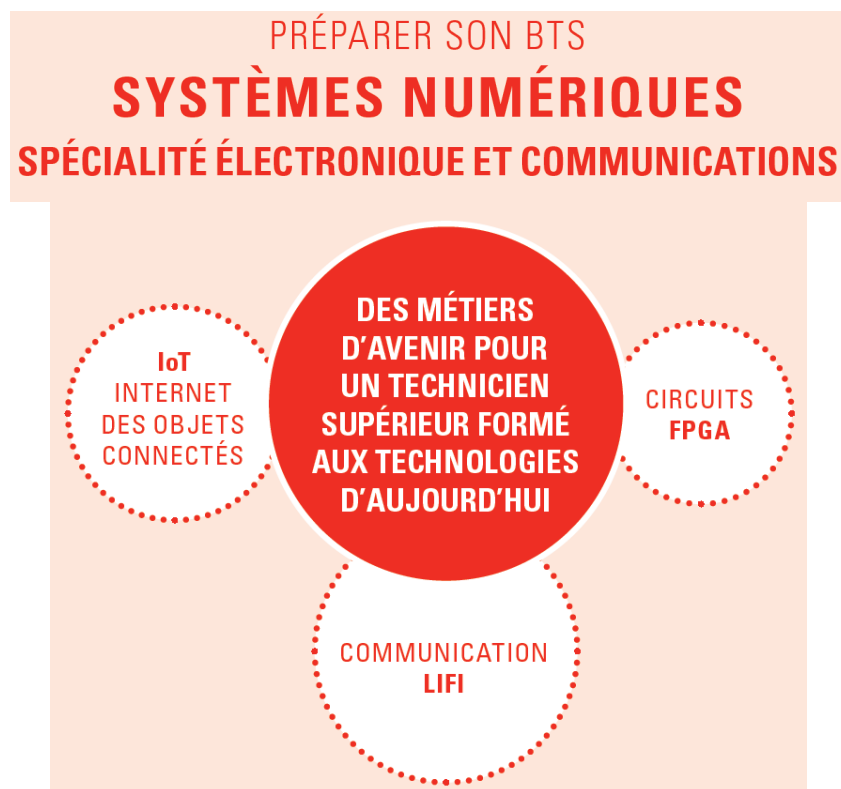 PRÉPARER SON BTS
SYSTÈMES NUMÉRIQUES
SPÉCIALITÉ ÉLECTRONIQUE ET COMMUNICATIONS
DES MÉTIERS
D'AVENIR POUR
UN TECHNICIEN
SUPÉRIEUR FORMÉ
AUX TECHNOLOGIES
D'AUJOURD'HUI
IoT
INTERNET
DES OBJETS
CONNECTÉS
CIRCUITS
FPGA
COMMUNICATION
LIFI